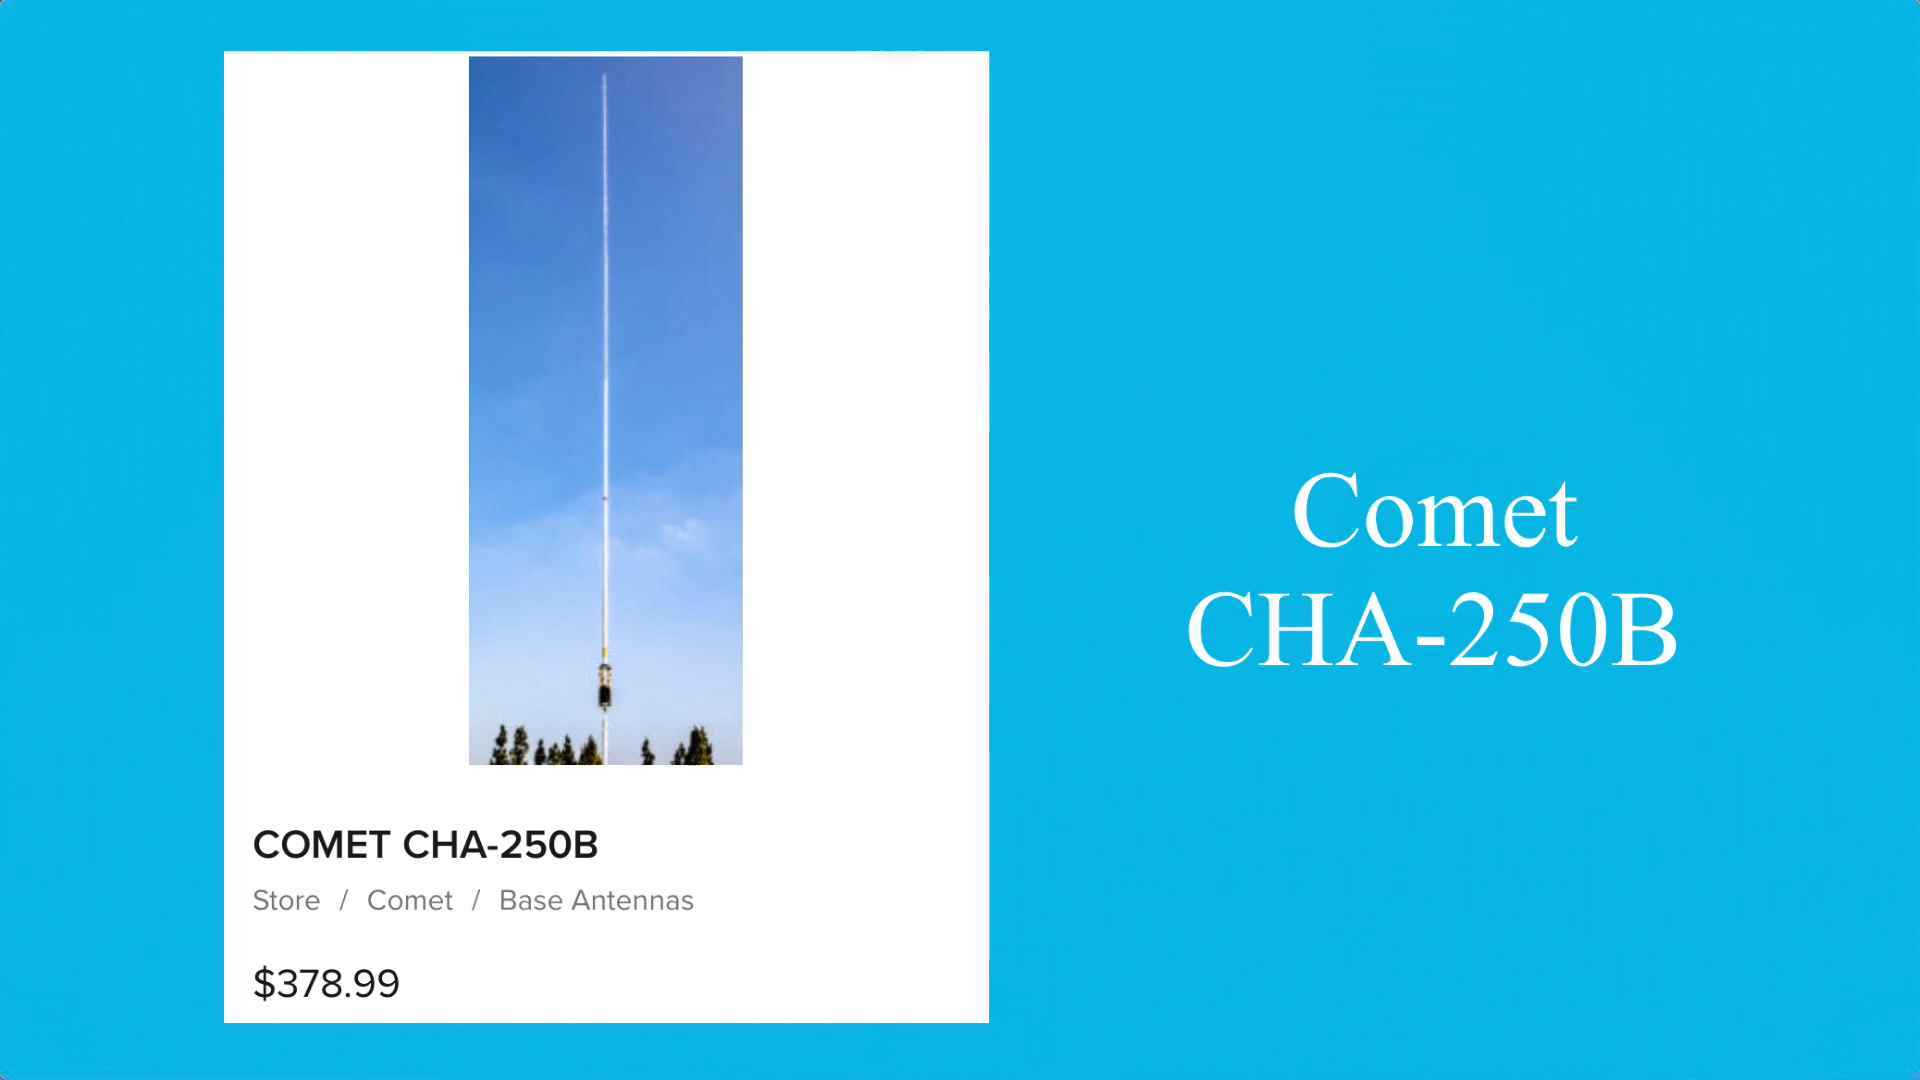 COMET CHA-250B
Store / Comet / Base Antennas
$378.99
Comet
CHA-250B